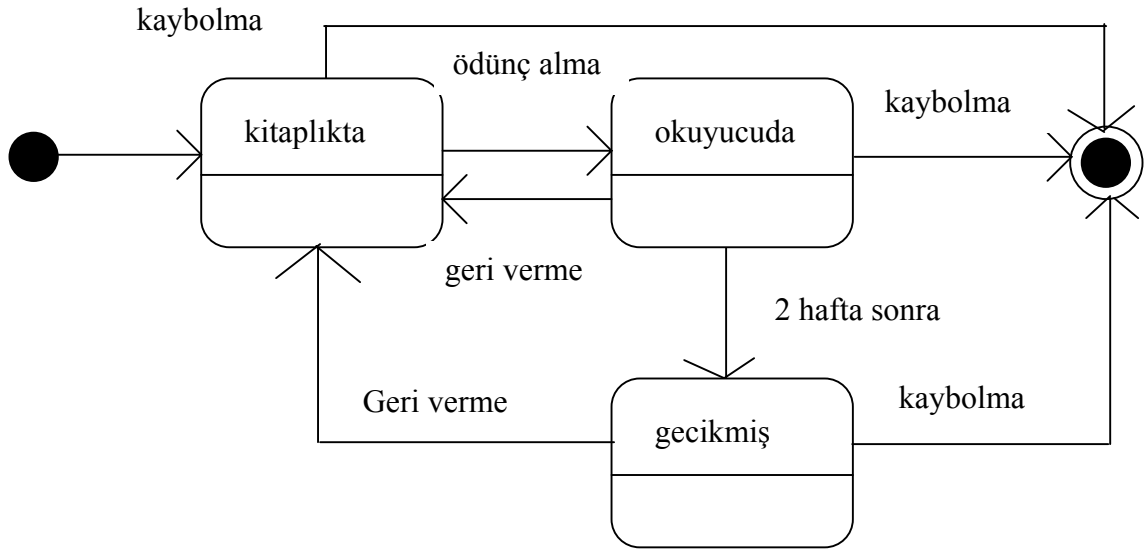 kaybolma
ödünç alma
kitaplıkta
okuyucuda
kaybolma
geri verme
2 hafta sonra
Geri verme
gecikmiş
kaybolma